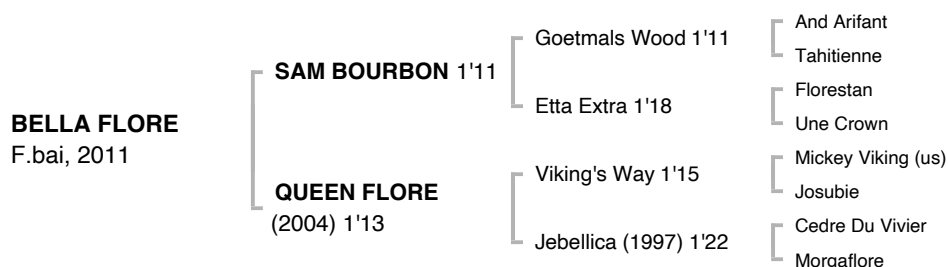 BELLA FLORE
F.bai, 2011
SAM BOURBON 1'11
QUEEN FLORE
(2004) 1'13
Goetmals Wood 1'11
Etta Extra 1'18
Viking's Way 1'15
Jebellica (1997) 1'22
And Arifant
Tahitienne
Florestan
Une Crown
Mickey Viking (us)
Josubie
Cedre Du Vivier
Morgaflore